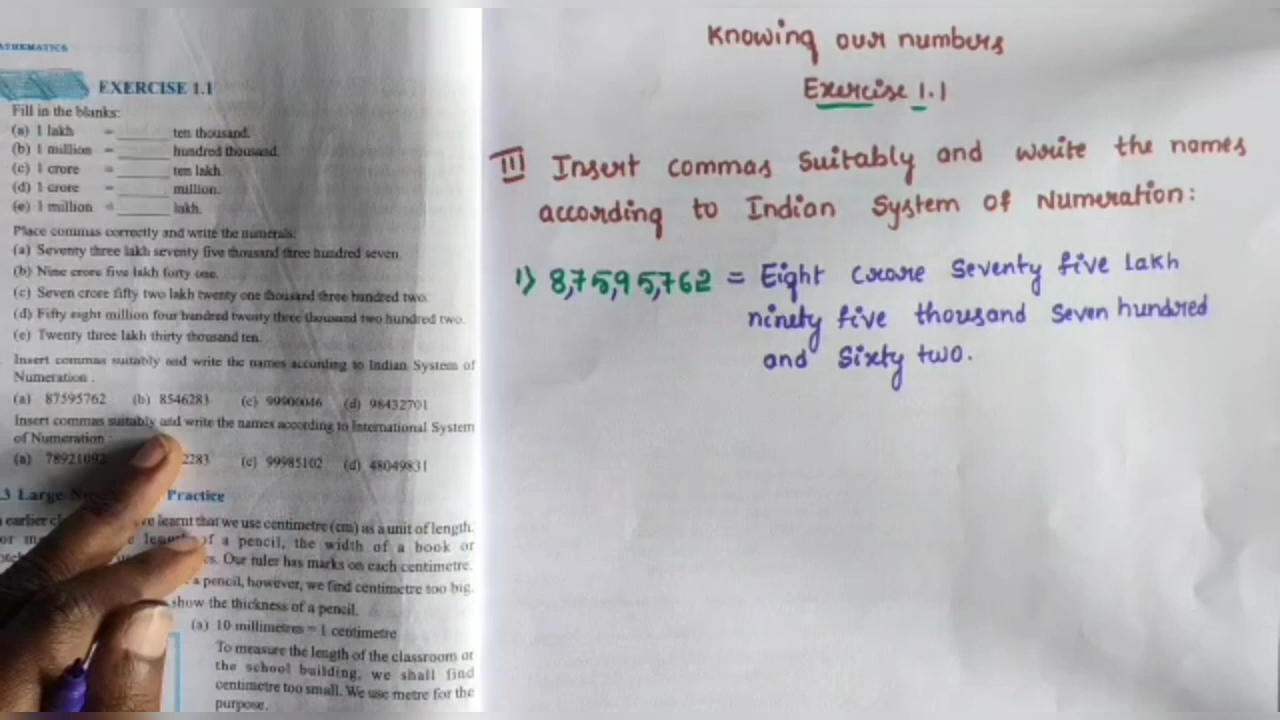 MATHEMATICS
EXERCISE 1.1
Fill in the blanks:
(a) 1 lakh = ______ ten thousand.
(b) 1 million = ______ hundred thousand.
(c) 1 crore = ______ ten lakh.
(d) 1 crore = ______ million.
(e) 1 million = ______ lakh.
Place commas correctly and write the numerals:
(a) Seventy three lakh seventy five thousand three hundred seven.
(b) Nine crore five lakh forty one.
(c) Seven crore fifty two lakh twenty one thousand three hundred two.
(d) Fifty eight million four hundred twenty three thousand two hundred two.
(e) Twenty three lakh thirty thousand ten.
Insert commas suitably and write the names according to Indian System of
Numeration :
(a) 87595762 (b) 8546283 (c) 99900046 (d) 98432701
Insert commas suitably and write the names according to International System
of Numeration :
(a) 78921092 2283 (c) 99985102 (d) 48049831
.3 Large Practice
earlier learnt that we use centimetre (cm) as a unit of length.
of a pencil, the width of a book or
Our ruler has marks on each centimetre.
a pencil, however, we find centimetre too big.
show the thickness of a pencil.
(a) 10 millimetres = 1 centimetre
To measure the length of the classroom or
the school building, we shall find
centimetre too small. We use metre for the
purpose.
Knowing our numbers
Exercise 1.1
III Insert commas Suitably and write the names
according to Indian System of Numeration:
1) 8,75,95,762 = Eight crore Seventy five Lakh
ninety five thousand Seven hundred
and Sixty two.